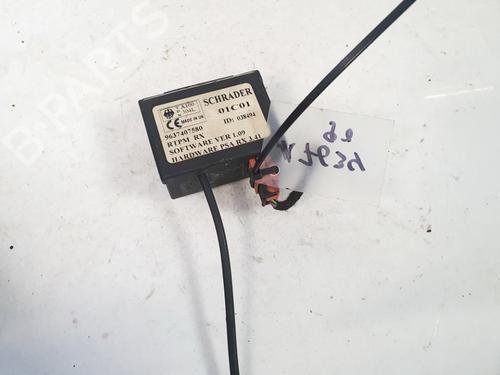 SCHRADER
01C01
ID: 038494
CE MADE IN UK
9637407580
RTPM RX
SOFTWARE VER 1.09
HARDWARE PSA RX 3.41
PARTS